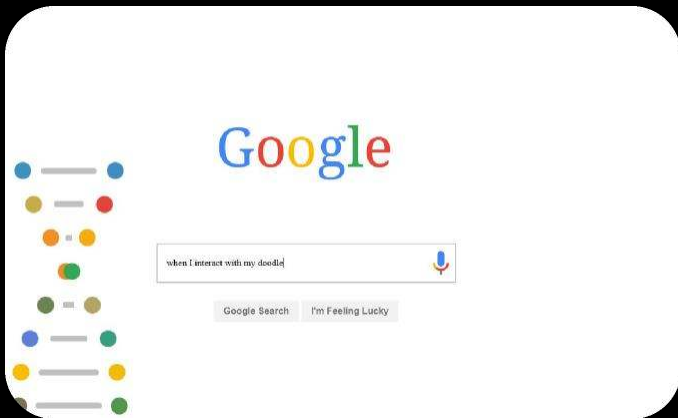 Google
when I interact with my doodle
Google Search
I'm Feeling Lucky